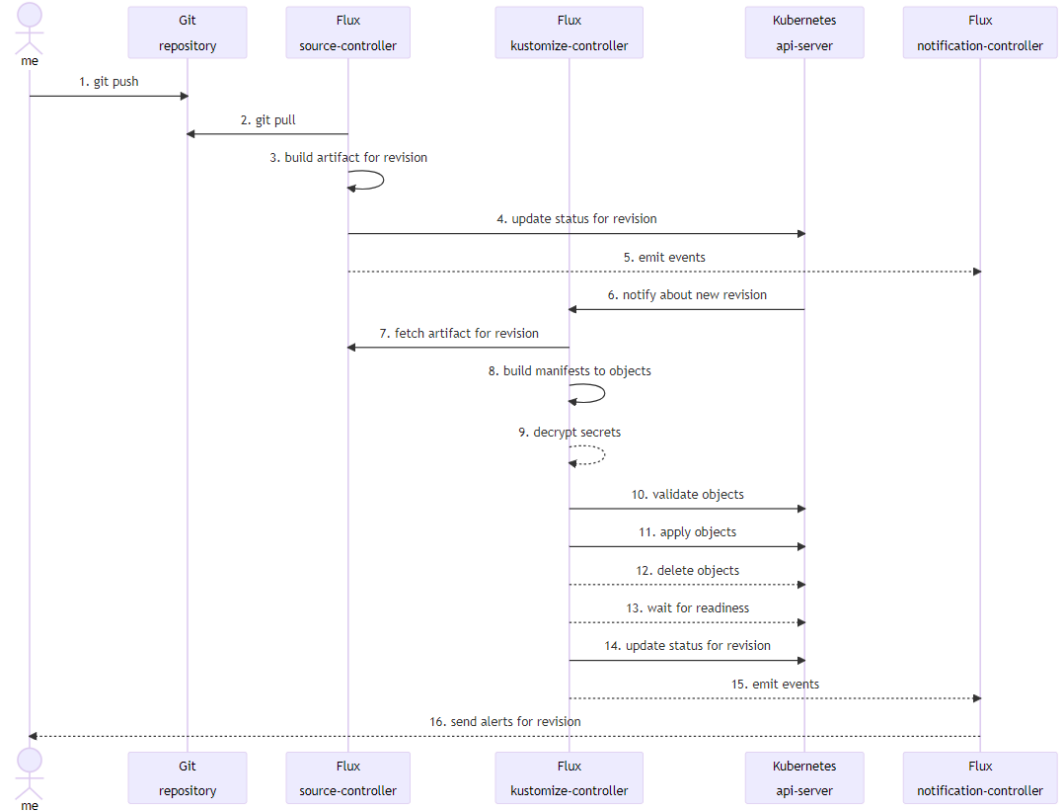 Git
repository
Flux
source-controller
Flux
kustomize-controller
Kubernetes
api-server
Flux
notification-controller
me
1. git push
2. git pull
3. build artifact for revision
4. update status for revision
5. emit events
6. notify about new revision
7. fetch artifact for revision
8. build manifests to objects
9. decrypt secrets
10. validate objects
11. apply objects
12. delete objects
13. wait for readiness
14. update status for revision
15. emit events
16. send alerts for revision
Git
repository
Flux
source-controller
Flux
kustomize-controller
Kubernetes
api-server
Flux
notification-controller
me